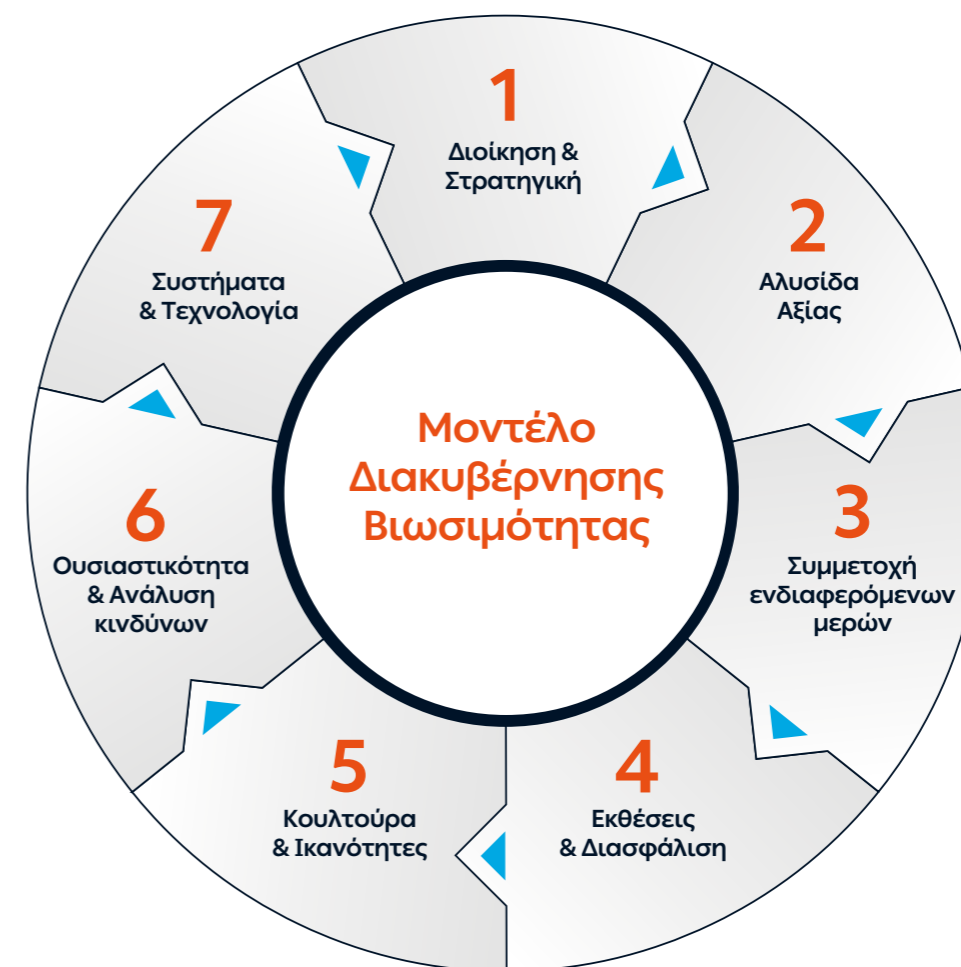 1
Διοίκηση &
Στρατηγική
2
Αλυσίδα
Αξίας
3
Συμμετοχή
ενδιαφερόμενων
μερών
4
Εκθέσεις
& Διασφάλιση
5
Κουλτούρα
& Ικανότητες
6
Ουσιαστικότητα
& Ανάλυση
κινδύνων
7
Συστήματα
& Τεχνολογία
Μοντέλο
Διακυβέρνησης
Βιωσιμότητας